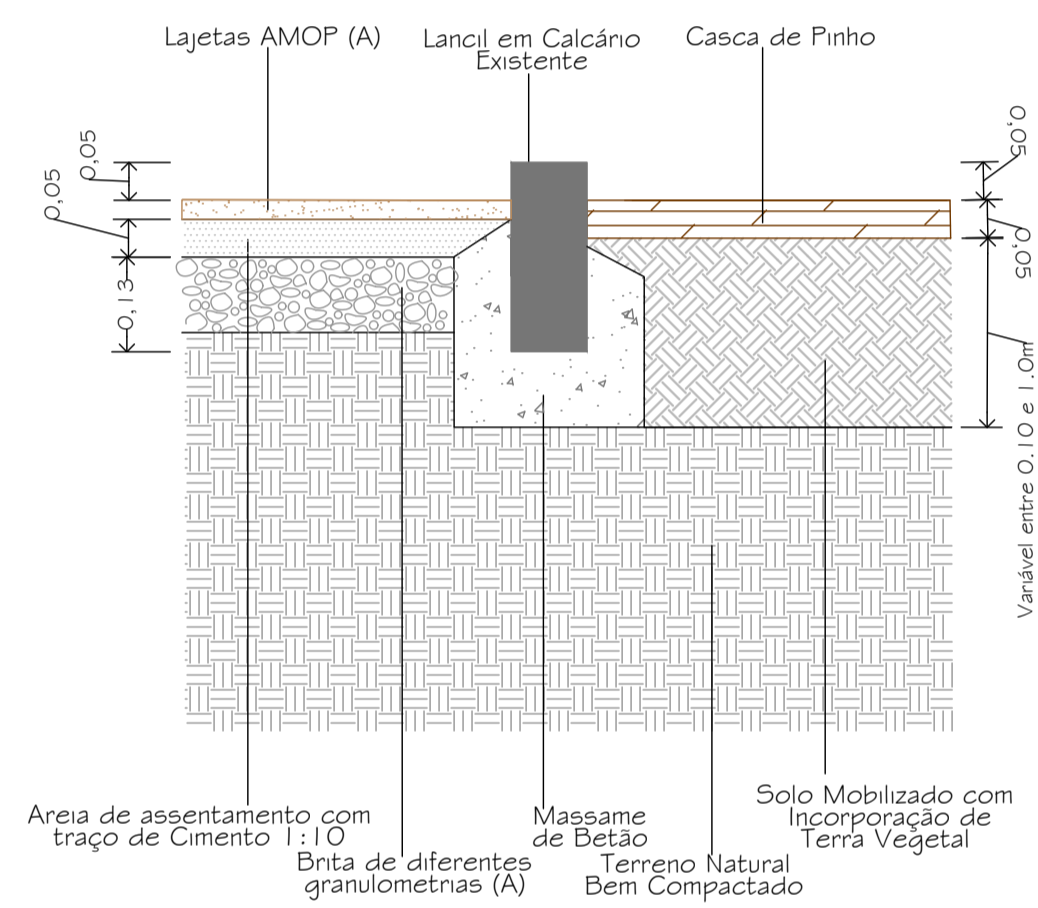 Lajetas AMOP (A)
Lancil em Calcário
Existente
Casca de Pinho
0,05
0,05
0,13
0,05
0,05
Variável entre 0.10 e 1.0m
Areia de assentamento com
traço de Cimento 1:10
Brita de diferentes
granulometrias (A)
Massame
de Betão
Terreno Natural
Bem Compactado
Solo Mobilizado com
Incorporação de
Terra Vegetal